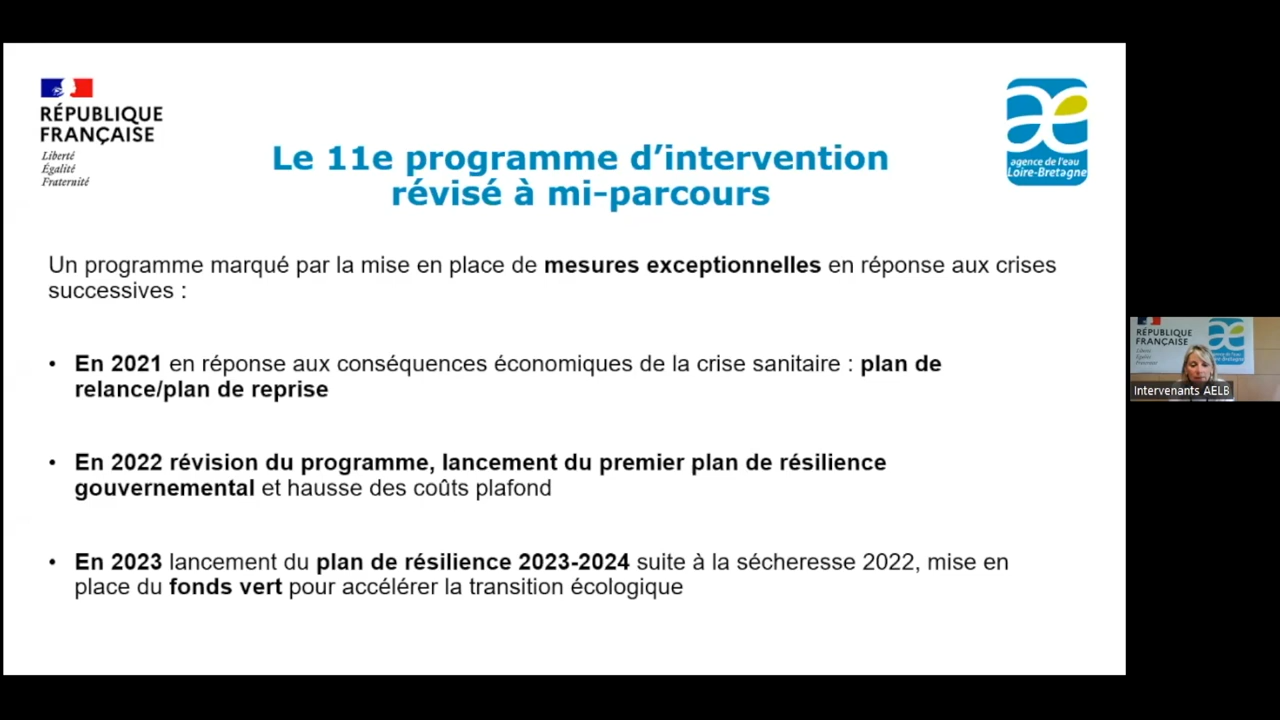 RÉPUBLIQUE
FRANÇAISE
Liberté
Égalité
Fraternité
agence de l'eau
Loire-Bretagne
Le 11e programme d'intervention
révisé à mi-parcours
Un programme marqué par la mise en place de mesures exceptionnelles en réponse aux crises
successives :
• En 2021 en réponse aux conséquences économiques de la crise sanitaire : plan de
relance/plan de reprise
• En 2022 révision du programme, lancement du premier plan de résilience
gouvernemental et hausse des coûts plafond
• En 2023 lancement du plan de résilience 2023-2024 suite à la sécheresse 2022, mise en
place du fonds vert pour accélérer la transition écologique
RÉPUBLIQUE
FRANÇAISE
Intervenants AELB